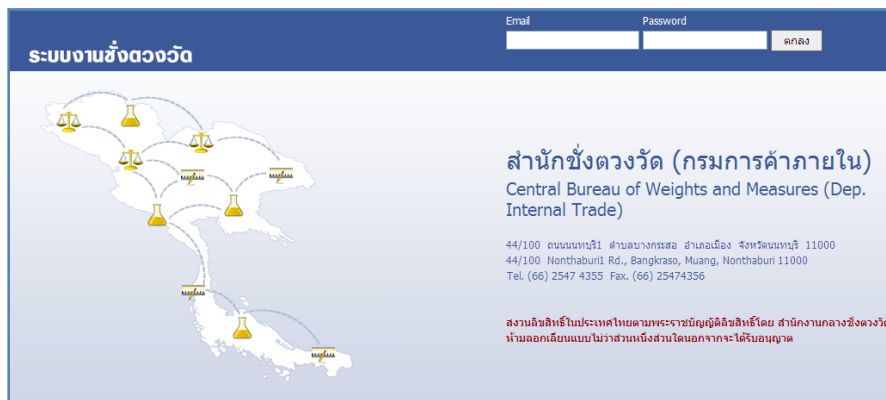 Email Password
ตกลง
ระบบงานชั่งตวงวัด
สำนักชั่งตวงวัด (กรมการค้าภายใน)
Central Bureau of Weights and Measures (Dep.
Internal Trade)
44/100 ถนนนนทบุรี1 ตำบลบางกระสอ อำเภอเมือง จังหวัดนนทบุรี 11000
44/100 Nonthaburi1 Rd., Bangkraso, Muang, Nonthaburi 11000
Tel. (66) 2547 4355 Fax. (66) 25474356
สงวนลิขสิทธิ์ในประเทศไทยตามพระราชบัญญัติลิขสิทธิ์โดย สำนักงานกลางชั่งตวงวัด
ห้ามลอกเลียนแบบไม่ว่าส่วนหนึ่งส่วนใดนอกจากจะได้รับอนุญาต